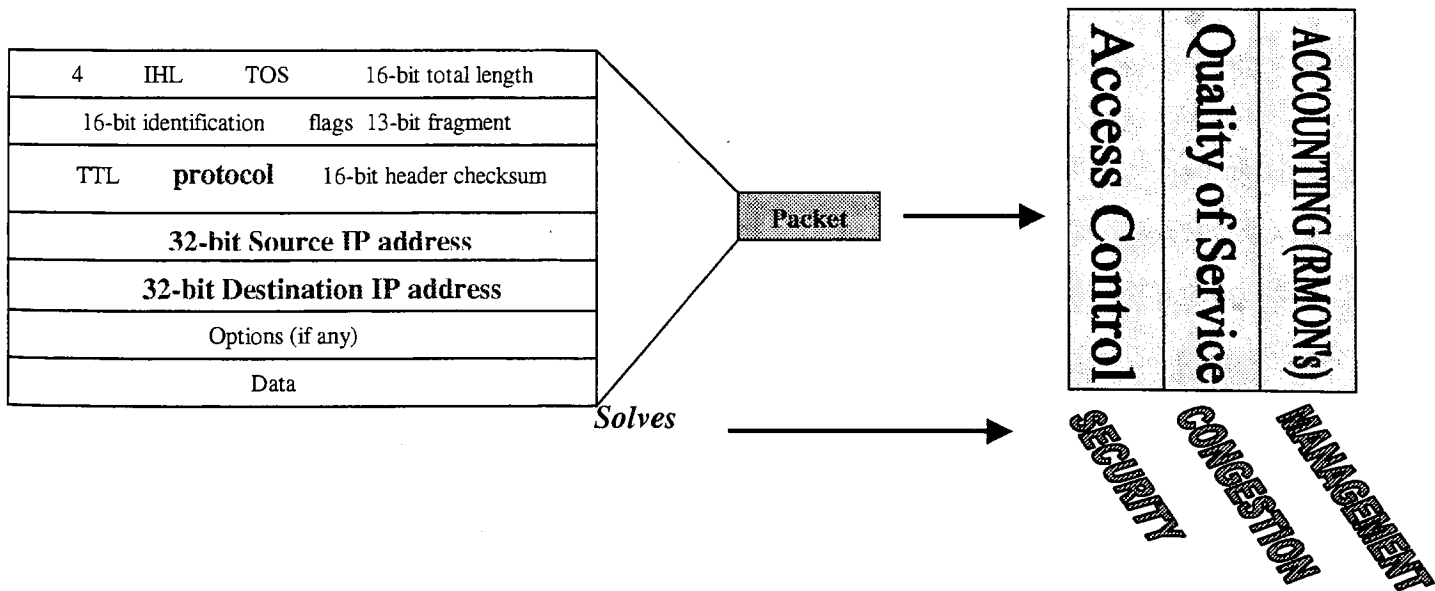 4 IHL TOS 16-bit total length
16-bit identification flags 13-bit fragment
TTL protocol 16-bit header checksum
32-bit Source IP address
32-bit Destination IP address
Options (if any)
Data
Packet
Solves
Access Control
Quality of Service
ACCOUNTING (RMON's)
SECURITY
CONGESTION
MANAGEMENT